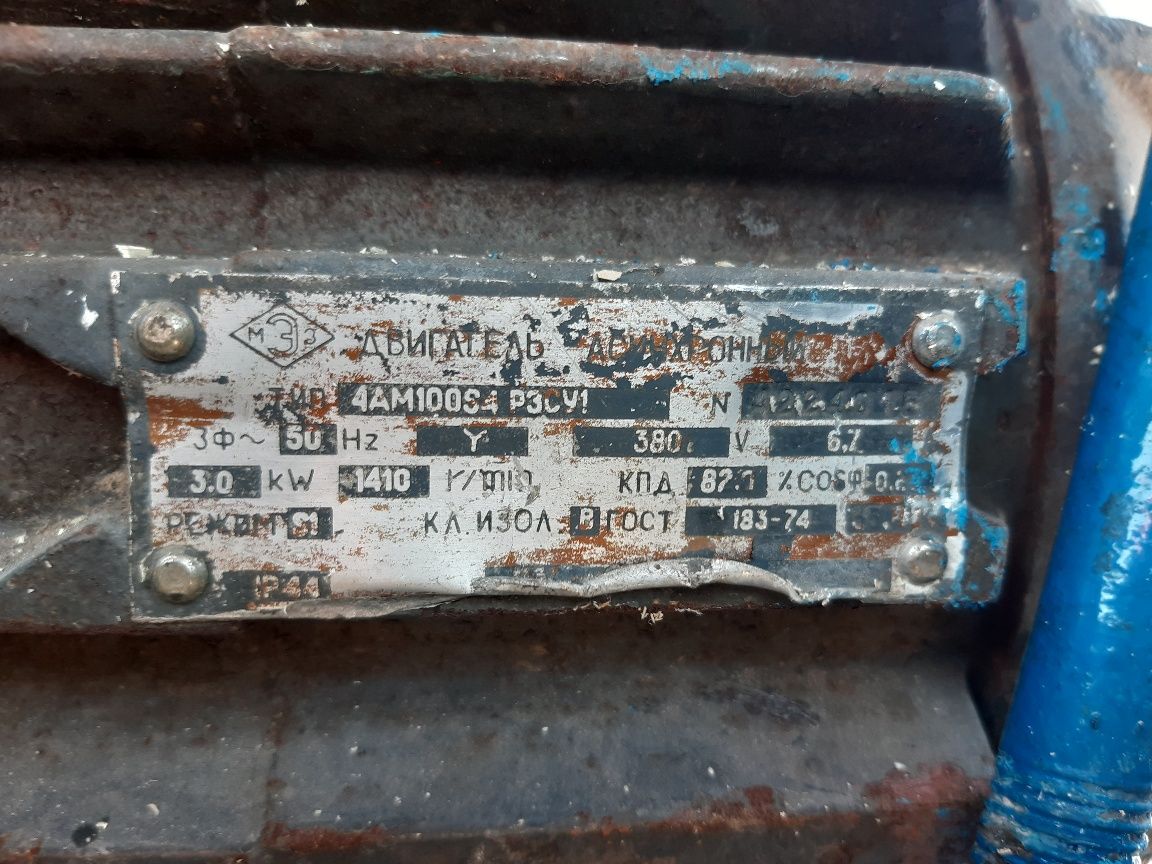 МЭЗ ДВИГАТЕЛЬ АСИНХРОННЫЙ
ТИП 4АМ100S4 Р3СУ1 N
3Ф~ 50 Hz Y 380 V 6.7
3.0 kW 1410 r/min КПД 82.0 % COSφ
РЕЖИМ S1 КЛ.ИЗОЛ. B ГОСТ 183-74
IP44